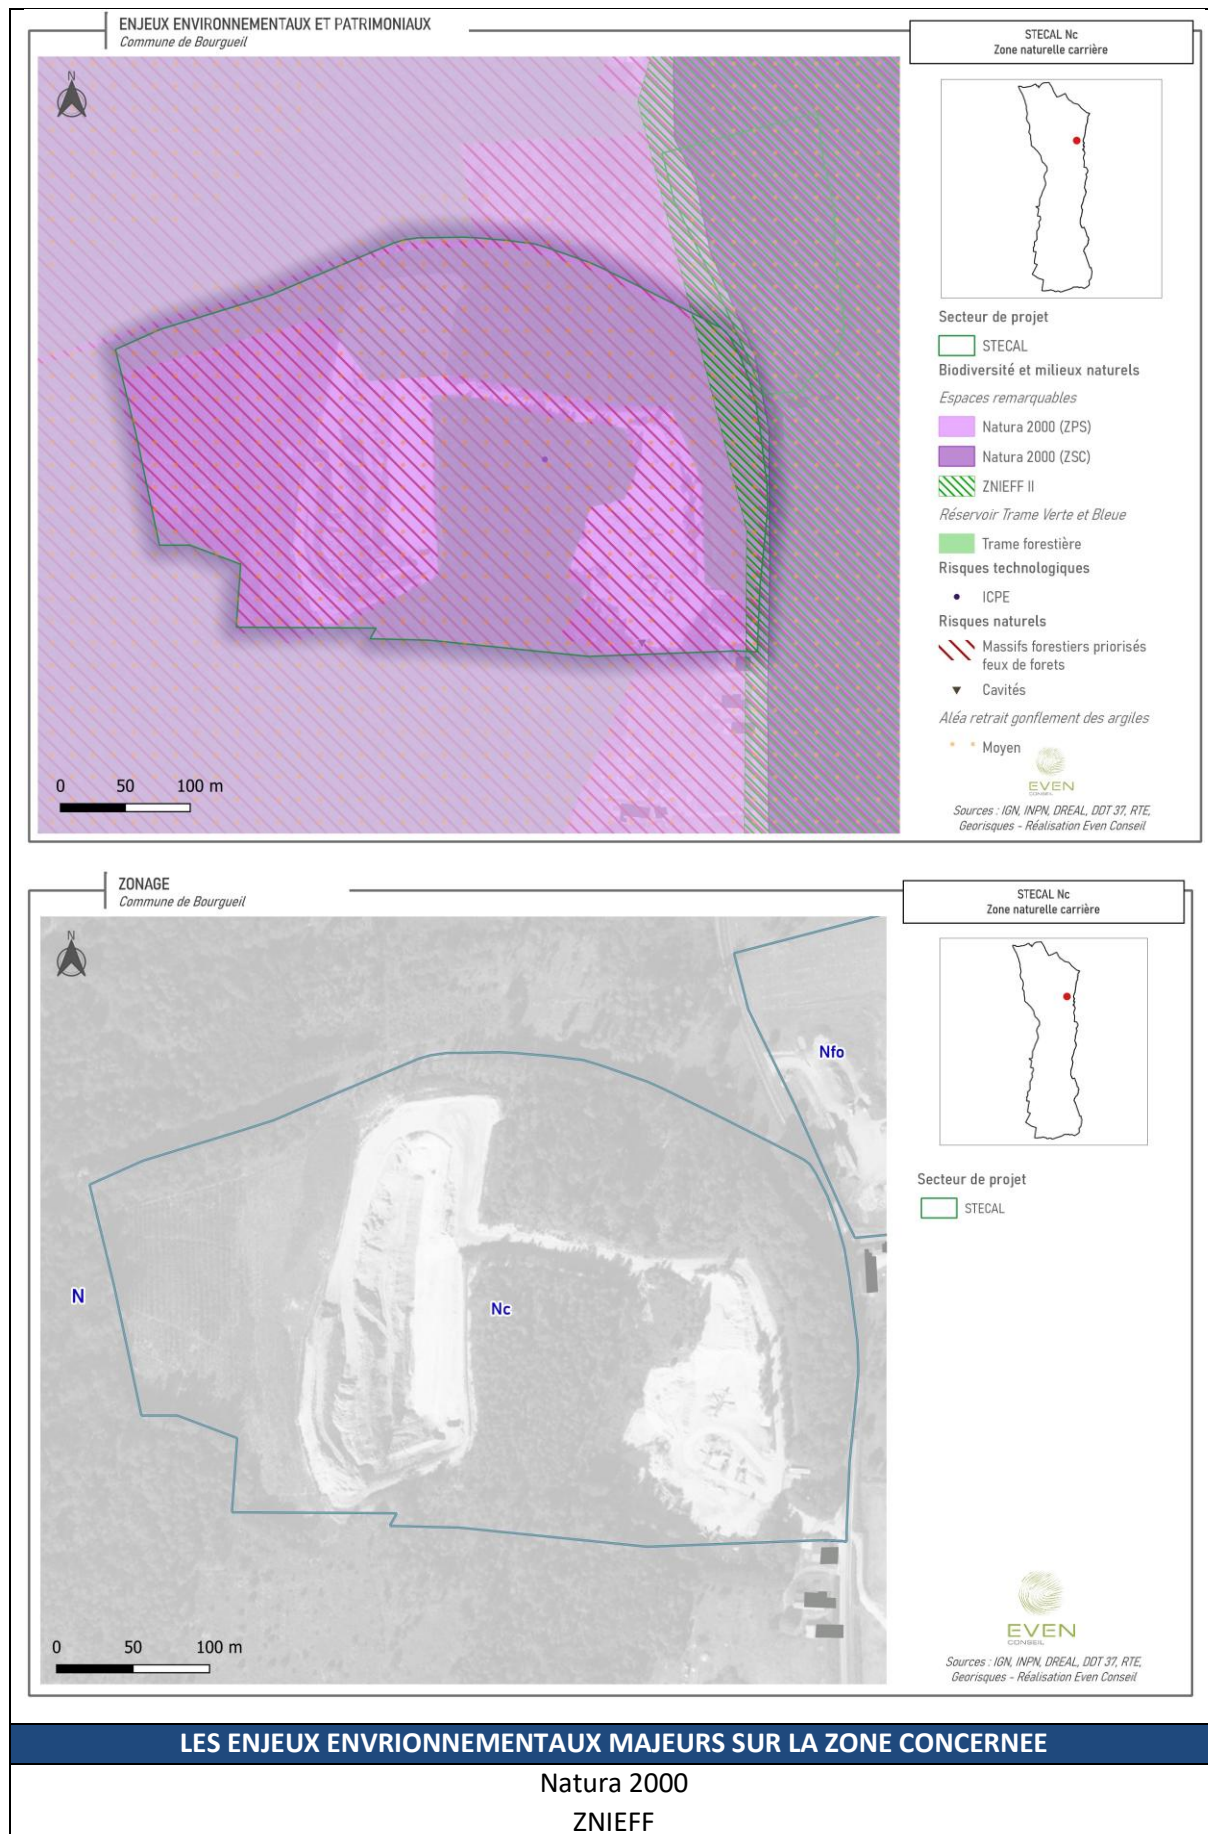 ENJEUX ENVIRONNEMENTAUX ET PATRIMONIAUX
Commune de Bourgueil
STECAL Nc
Zone naturelle carrière
N
0 50 100 m
Secteur de projet
STECAL
Biodiversité et milieux naturels
Espaces remarquables
Natura 2000 (ZPS)
Natura 2000 (ZSC)
ZNIEFF II
Réservoir Trame Verte et Bleue
Trame forestière
Risques technologiques
ICPE
Risques naturels
Massifs forestiers priorisés
feux de forets
Cavités
Aléa retrait gonflement des argiles
Moyen
EVEN
CONSEIL
Sources : IGN, INPN, DREAL, DDT 37, RTE,
Georisques - Réalisation Even Conseil
ZONAGE
Commune de Bourgueil
STECAL Nc
Zone naturelle carrière
N
Nfo
N
Nc
0 50 100 m
Secteur de projet
STECAL
EVEN
CONSEIL
Sources : IGN, INPN, DREAL, DDT 37, RTE,
Georisques - Réalisation Even Conseil
LES ENJEUX ENVRIONNEMENTAUX MAJEURS SUR LA ZONE CONCERNEE
Natura 2000
ZNIEFF